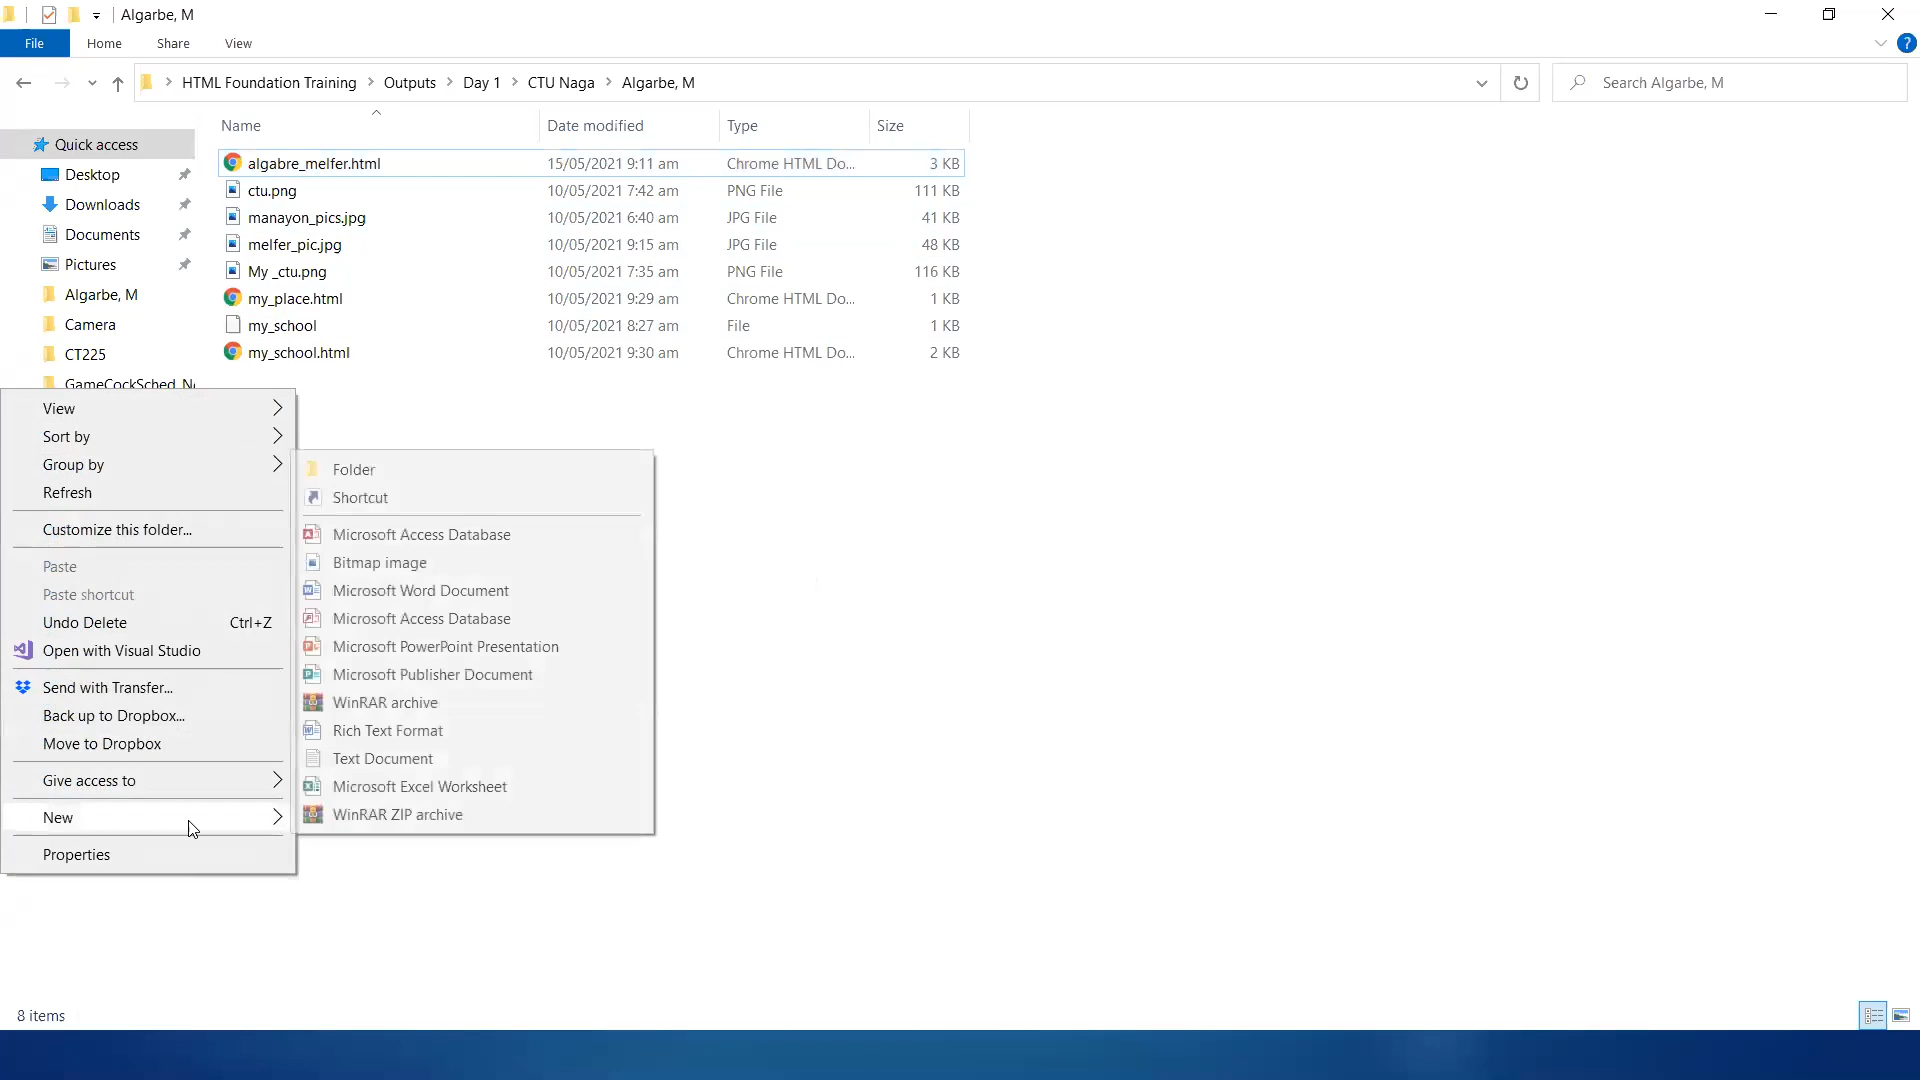 Algarbe, M
File Home Share View
HTML Foundation Training Outputs Day 1 CTU Naga Algarbe, M Search Algarbe, M
Name Date modified Type Size
Quick access
Desktop
Downloads
Documents
Pictures
Algarbe, M
Camera
CT225
GameCockSched_N
algabre_melfer.html 15/05/2021 9:11 am Chrome HTML Do... 3 KB
ctu.png 10/05/2021 7:42 am PNG File 111 KB
manayon_pics.jpg 10/05/2021 6:40 am JPG File 41 KB
melfer_pic.jpg 10/05/2021 9:15 am JPG File 48 KB
My _ctu.png 10/05/2021 7:35 am PNG File 116 KB
my_place.html 10/05/2021 9:29 am Chrome HTML Do... 1 KB
my_school 10/05/2021 8:27 am File 1 KB
my_school.html 10/05/2021 9:30 am Chrome HTML Do... 2 KB
View
Sort by
Group by
Refresh
Customize this folder...
Paste
Paste shortcut
Undo Delete Ctrl+Z
Open with Visual Studio
Send with Transfer...
Back up to Dropbox...
Move to Dropbox
Give access to
New
Properties
Folder
Shortcut
Microsoft Access Database
Bitmap image
Microsoft Word Document
Microsoft Access Database
Microsoft PowerPoint Presentation
Microsoft Publisher Document
WinRAR archive
Rich Text Format
Text Document
Microsoft Excel Worksheet
WinRAR ZIP archive
8 items